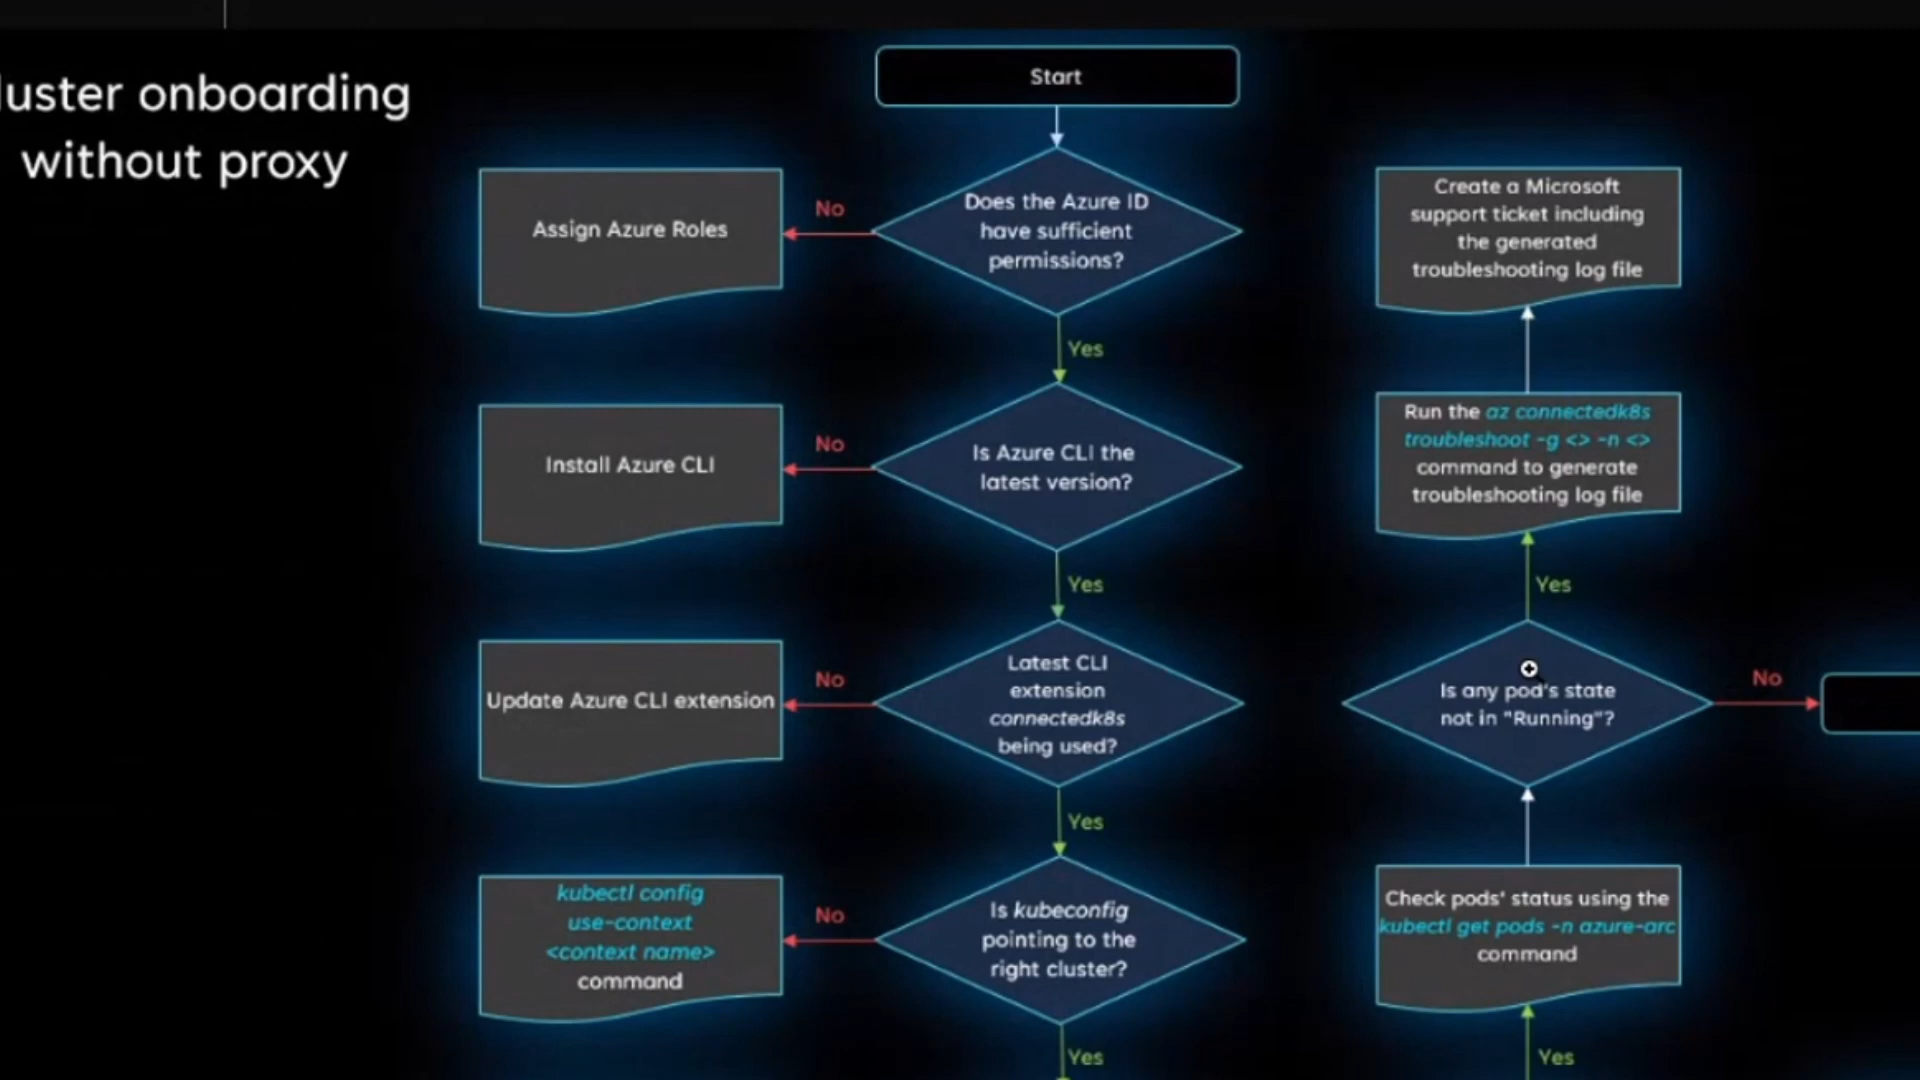 luster onboarding
without proxy
Start
Does the Azure ID
have sufficient
permissions?
No
Assign Azure Roles
Yes
Is Azure CLI the
latest version?
No
Install Azure CLI
Yes
Latest CLI
extension
connectedk8s
being used?
No
Update Azure CLI extension
Yes
Is kubeconfig
pointing to the
right cluster?
No
kubectl config
use-context
<context name>
command
Yes
Create a Microsoft
support ticket including
the generated
troubleshooting log file
Run the az connectedk8s
troubleshoot -g <> -n <>
command to generate
troubleshooting log file
Yes
Is any pod's state
not in "Running"?
No
Check pods' status using the
kubectl get pods -n azure-arc
command
Yes